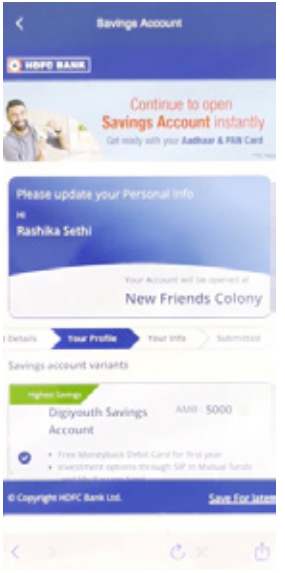 Savings Account
HDFC BANK
Continue to open
Savings Account instantly
Get ready with your Aadhaar & PAN Card
Please update your Personal Info
Hi
Rashika Sethi
Your Account will be opened at
New Friends Colony
Details
Your Profile
Your Info
Submitted
Savings account variants
Highest Savings
Digiyouth Savings
Account
AMB : 5000
• Free Moneyback Debit Card for first year
• Investment options through SIP in Mutual funds
© Copyright HDFC Bank Ltd.
Save For later